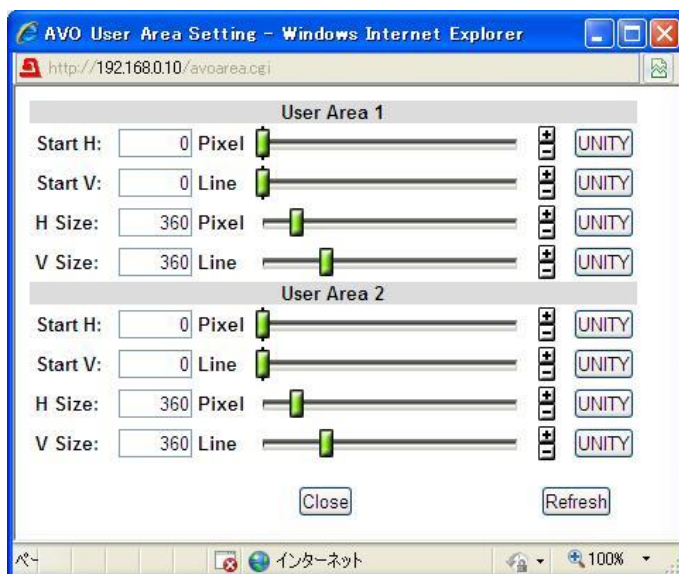 AVO User Area Setting - Windows Internet Explorer
http://192.168.0.10/avoarea.cgi
User Area 1
Start H: 0 Pixel + - UNITY
Start V: 0 Line + - UNITY
H Size: 360 Pixel + - UNITY
V Size: 360 Line + - UNITY
User Area 2
Start H: 0 Pixel + - UNITY
Start V: 0 Line + - UNITY
H Size: 360 Pixel + - UNITY
V Size: 360 Line + - UNITY
Close Refresh
ペー インターネット 100%